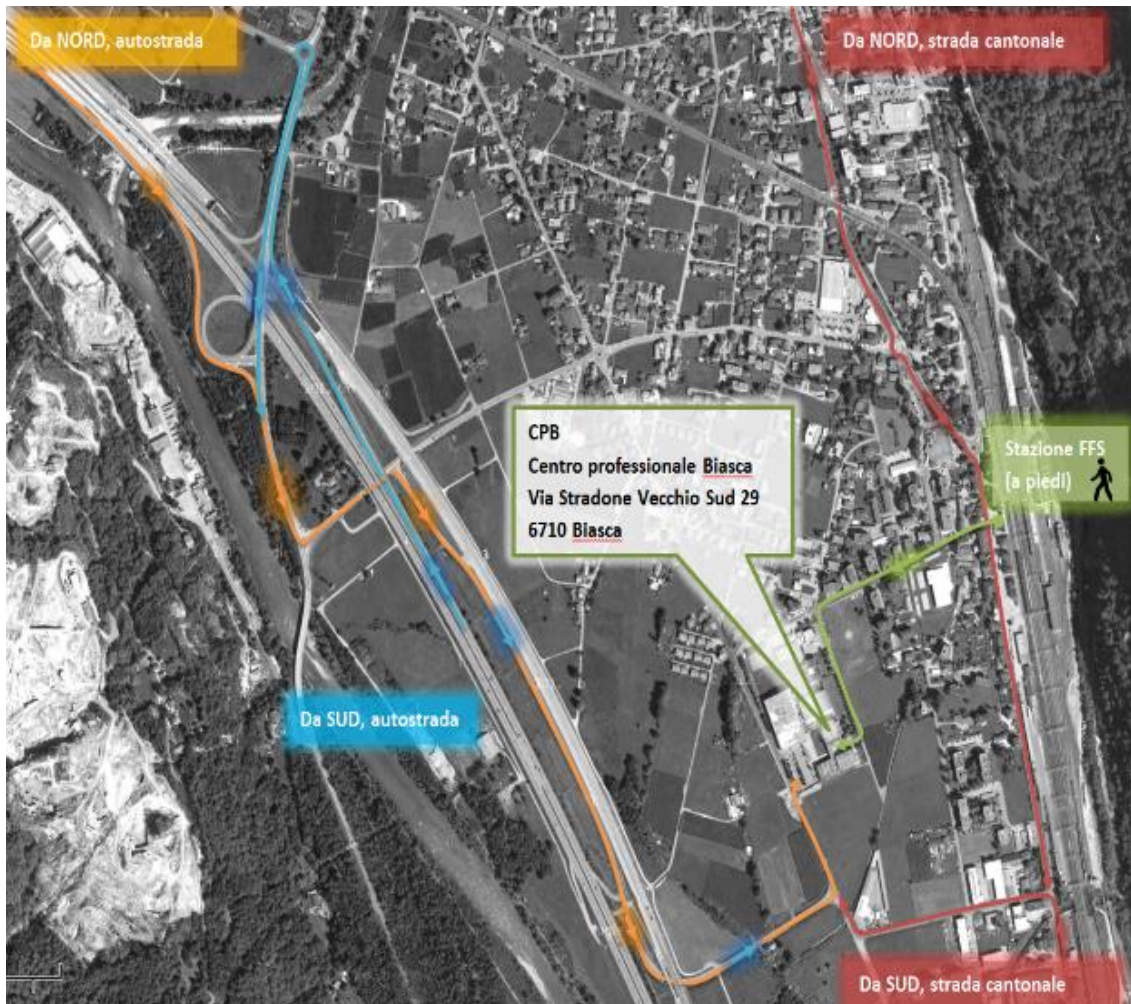 Da NORD, autostrada
Da NORD, strada cantonale
CPB
Centro professionale Biasca
Via Stradone Vecchio Sud 29
6710 Biasca
Stazione FFS
(a piedi)
Da SUD, autostrada
Da SUD, strada cantonale